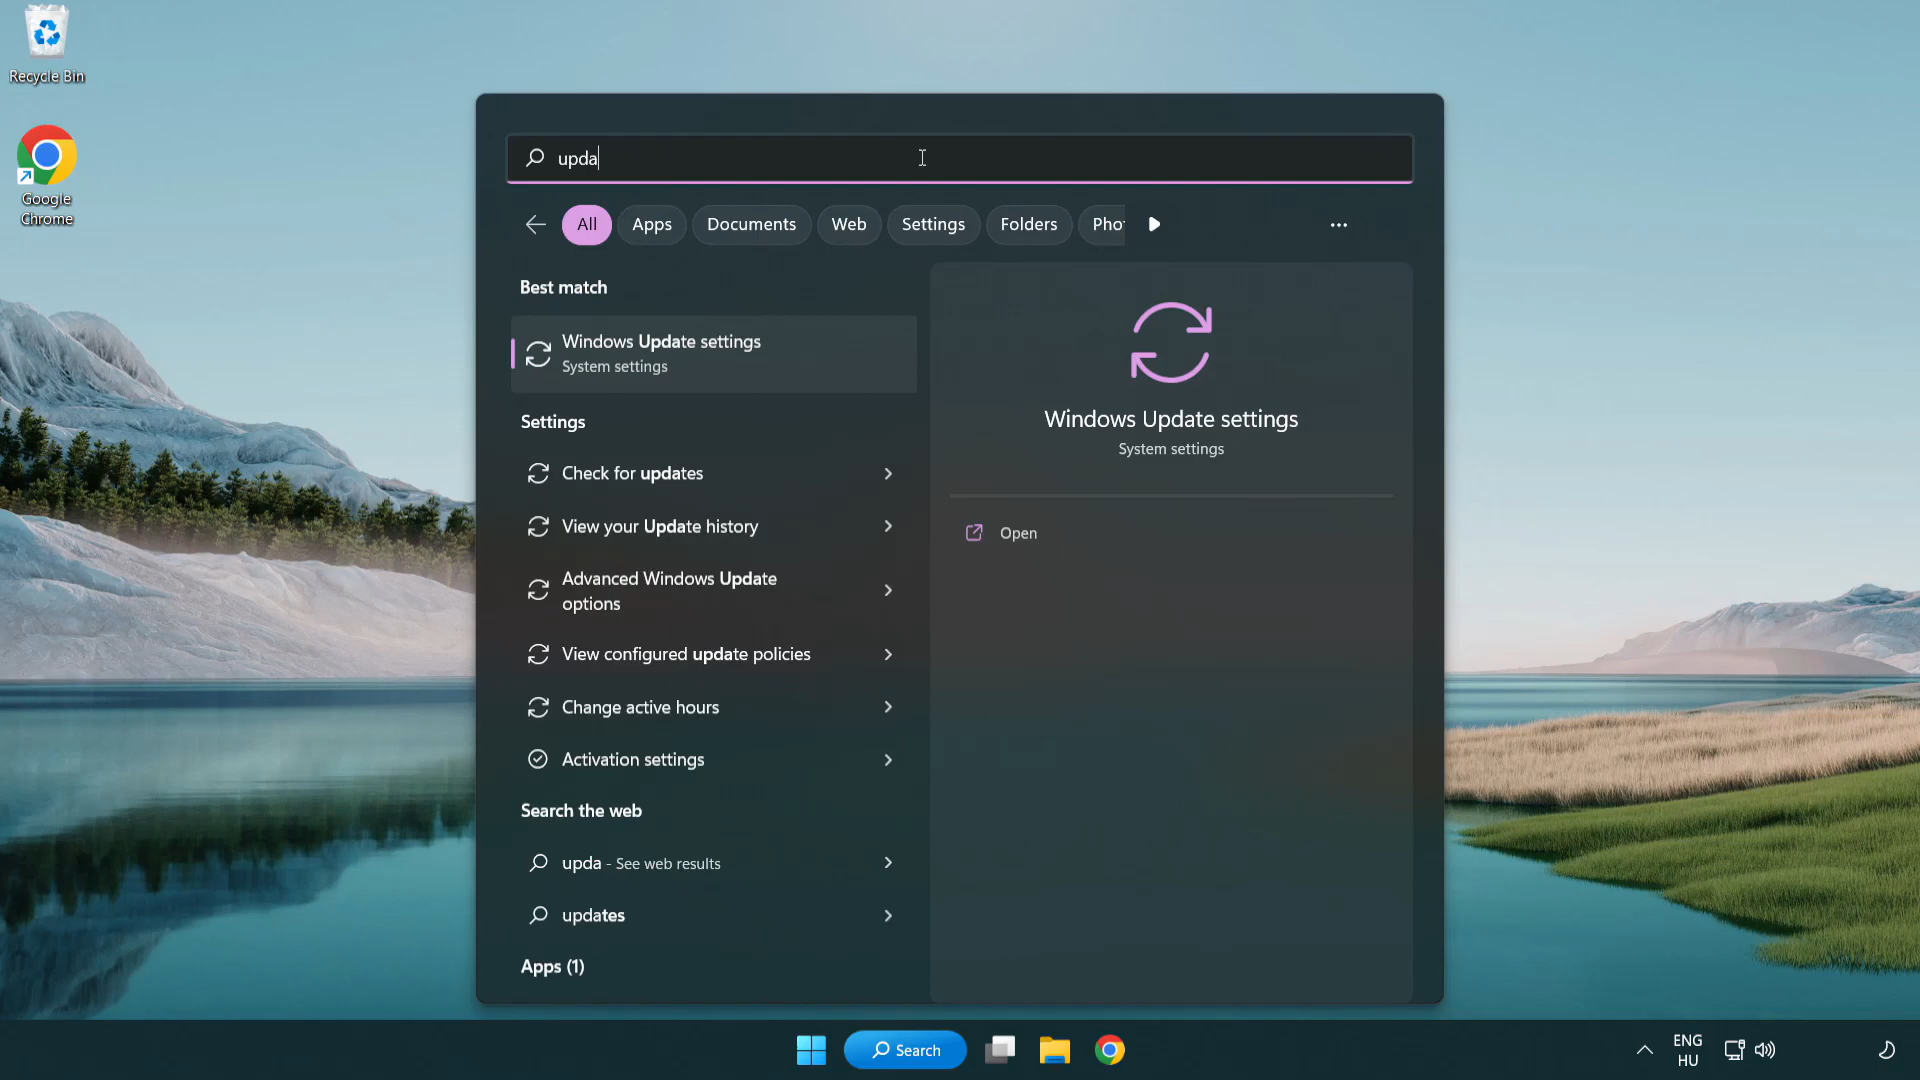 Recycle Bin
Google
Chrome
upda
All
Apps
Documents
Web
Settings
Folders
Pho
Best match
Windows Update settings
System settings
Settings
Check for updates
View your Update history
Advanced Windows Update
options
View configured update policies
Change active hours
Activation settings
Search the web
upda - See web results
updates
Apps (1)
Windows Update settings
System settings
Open
Search
ENG
HU